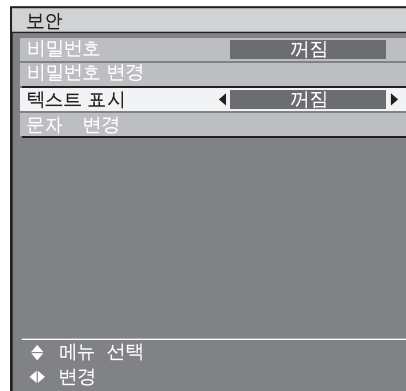 보안
비밀번호 꺼짐
비밀번호 변경
텍스트 표시 꺼짐
문자 변경
메뉴 선택
변경